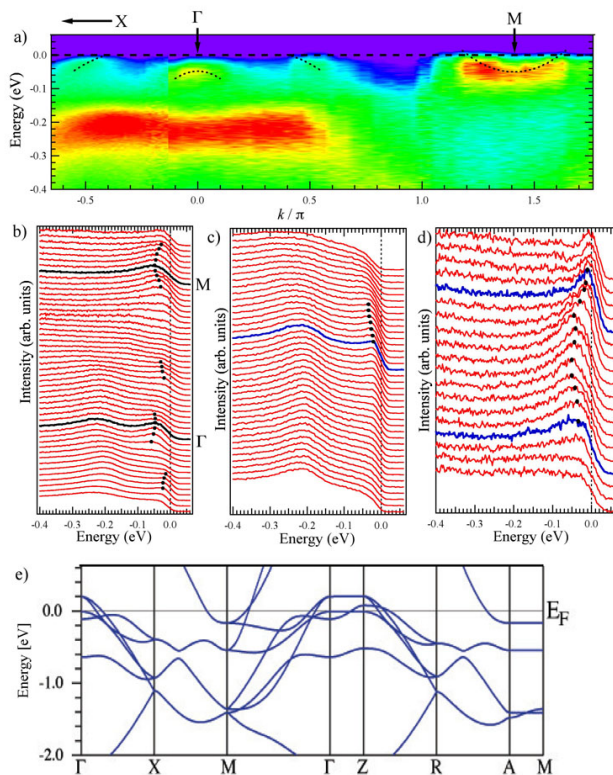 X Γ M
a)
0.0
-0.1
-0.2
-0.3
-0.4
Energy (eV)
-0.5 0.0 0.5 1.0 1.5
k / π
b)
M
Γ
Intensity (arb. units)
-0.4 -0.3 -0.2 -0.1 0.0
Energy (eV)
c)
Intensity (arb. units)
-0.4 -0.3 -0.2 -0.1 0.0
Energy (eV)
d)
Intensity (arb. units)
-0.4 -0.3 -0.2 -0.1 0.0
Energy (eV)
e)
0.0
-1.0
-2.0
Energy [eV]
E_F
Γ X M Γ Z R A M